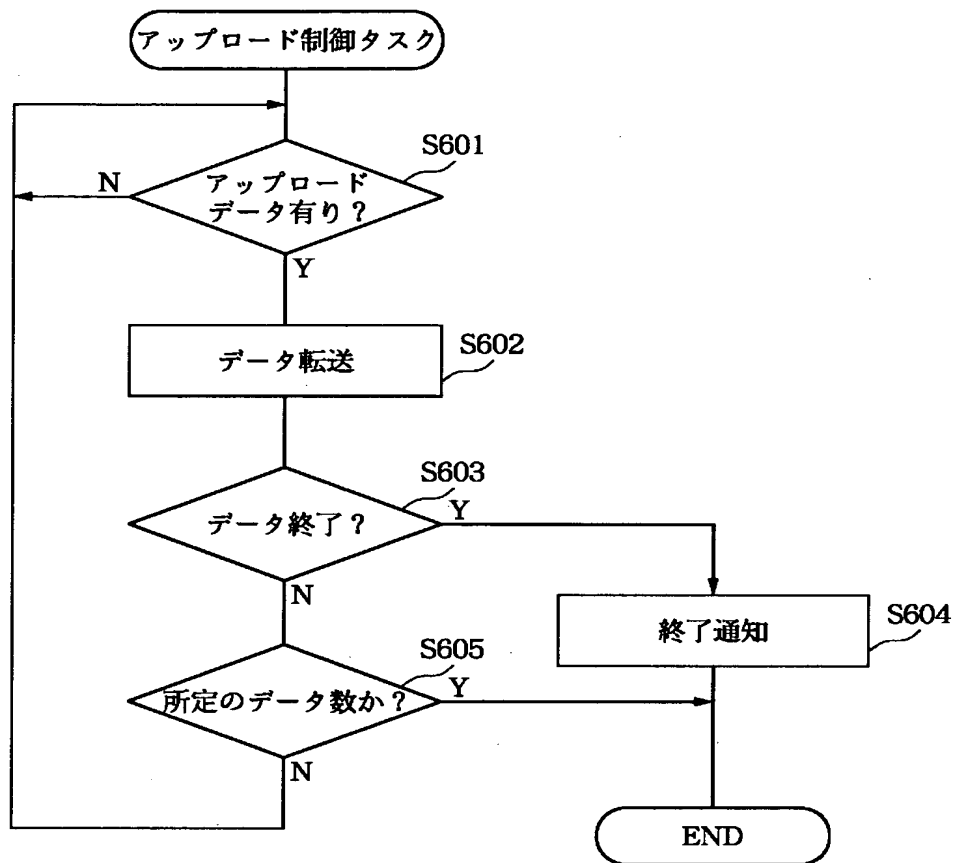 アップロード制御タスク
S601
N
アップロード
データ有り？
Y
データ転送
S602
S603
データ終了？
Y
N
終了通知
S604
S605
所定のデータ数か？
Y
N
END